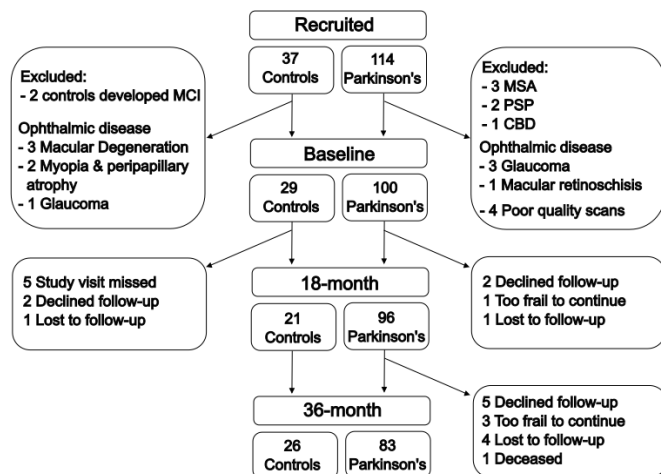 Recruited
37
Controls
114
Parkinson's
Excluded:
- 2 controls developed MCI
Ophthalmic disease
- 3 Macular Degeneration
- 2 Myopia & peripapillary
atrophy
- 1 Glaucoma
Excluded:
- 3 MSA
- 2 PSP
- 1 CBD
Ophthalmic disease
- 3 Glaucoma
- 1 Macular retinoschisis
- 4 Poor quality scans
Baseline
29
Controls
100
Parkinson's
5 Study visit missed
2 Declined follow-up
1 Lost to follow-up
2 Declined follow-up
1 Too frail to continue
1 Lost to follow-up
18-month
21
Controls
96
Parkinson's
5 Declined follow-up
3 Too frail to continue
4 Lost to follow-up
1 Deceased
36-month
26
Controls
83
Parkinson's